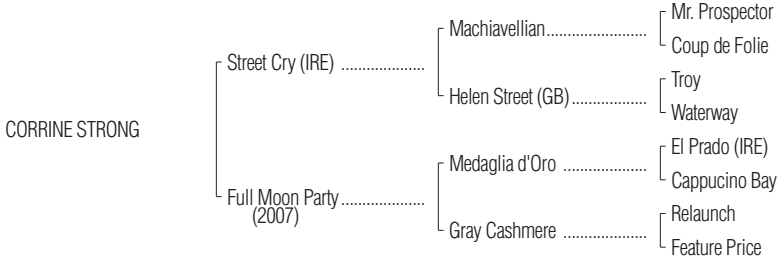 Mr. Prospector
Machiavellian.........................
Coup de Folie
Street Cry (IRE) ....................
Troy
Helen Street (GB)..................
Waterway
CORRINE STRONG
El Prado (IRE)
Medaglia d'Oro ....................
Cappucino Bay
Full Moon Party....................
(2007)
Relaunch
Gray Cashmere ....................
Feature Price